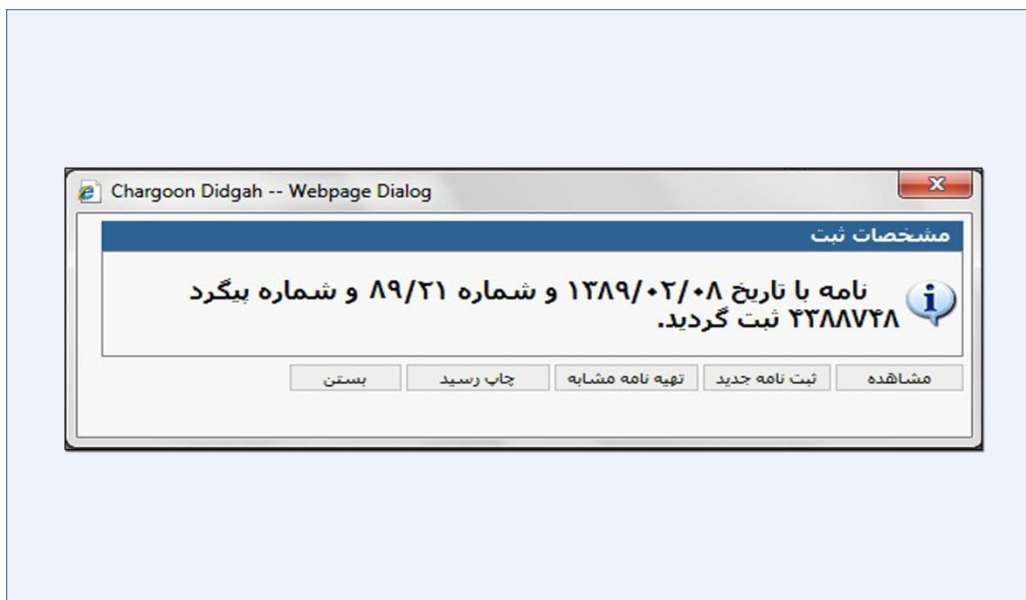 Chargoon Didgah -- Webpage Dialog
مشخصات ثبت
نامه با تاریخ ۱۳۸۹/۰۲/۰۸ و شماره ۸۹/۲۱ و شماره پیگرد
۴۳۸۸۷۴۸ ثبت گردید.
مشاهده ثبت نامه جدید تهیه نامه مشابه چاپ رسید بستن